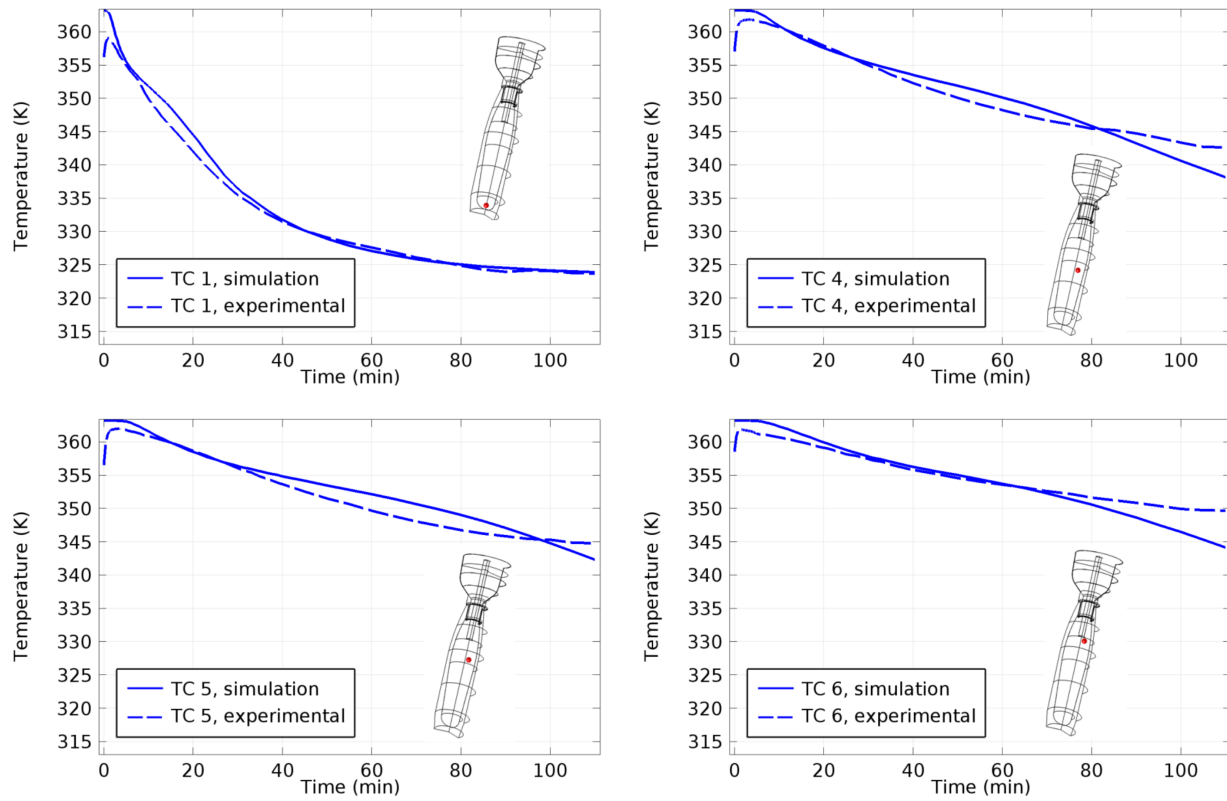 360
355
350
345
340
335
330
325
320
315
Temperature (K)
TC 1, simulation
TC 1, experimental
0 20 40 60 80 100
Time (min)
360
355
350
345
340
335
330
325
320
315
Temperature (K)
TC 4, simulation
TC 4, experimental
0 20 40 60 80 100
Time (min)
360
355
350
345
340
335
330
325
320
315
Temperature (K)
TC 5, simulation
TC 5, experimental
0 20 40 60 80 100
Time (min)
360
355
350
345
340
335
330
325
320
315
Temperature (K)
TC 6, simulation
TC 6, experimental
0 20 40 60 80 100
Time (min)